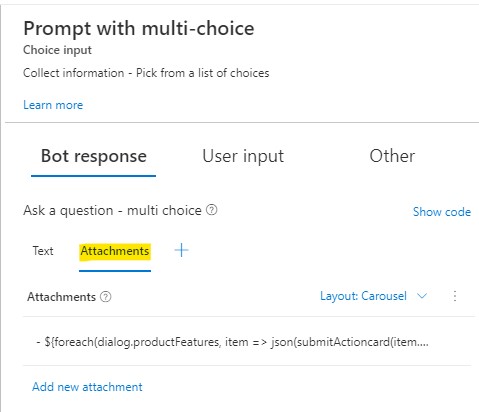 Prompt with multi-choice
Choice input
Collect information - Pick from a list of choices
Learn more
Bot response User input Other
Ask a question - multi choice
Show code
Text Attachments +
Attachments Layout: Carousel
- ${foreach(dialog.productFeatures, item => json(submitActioncard(item....
Add new attachment